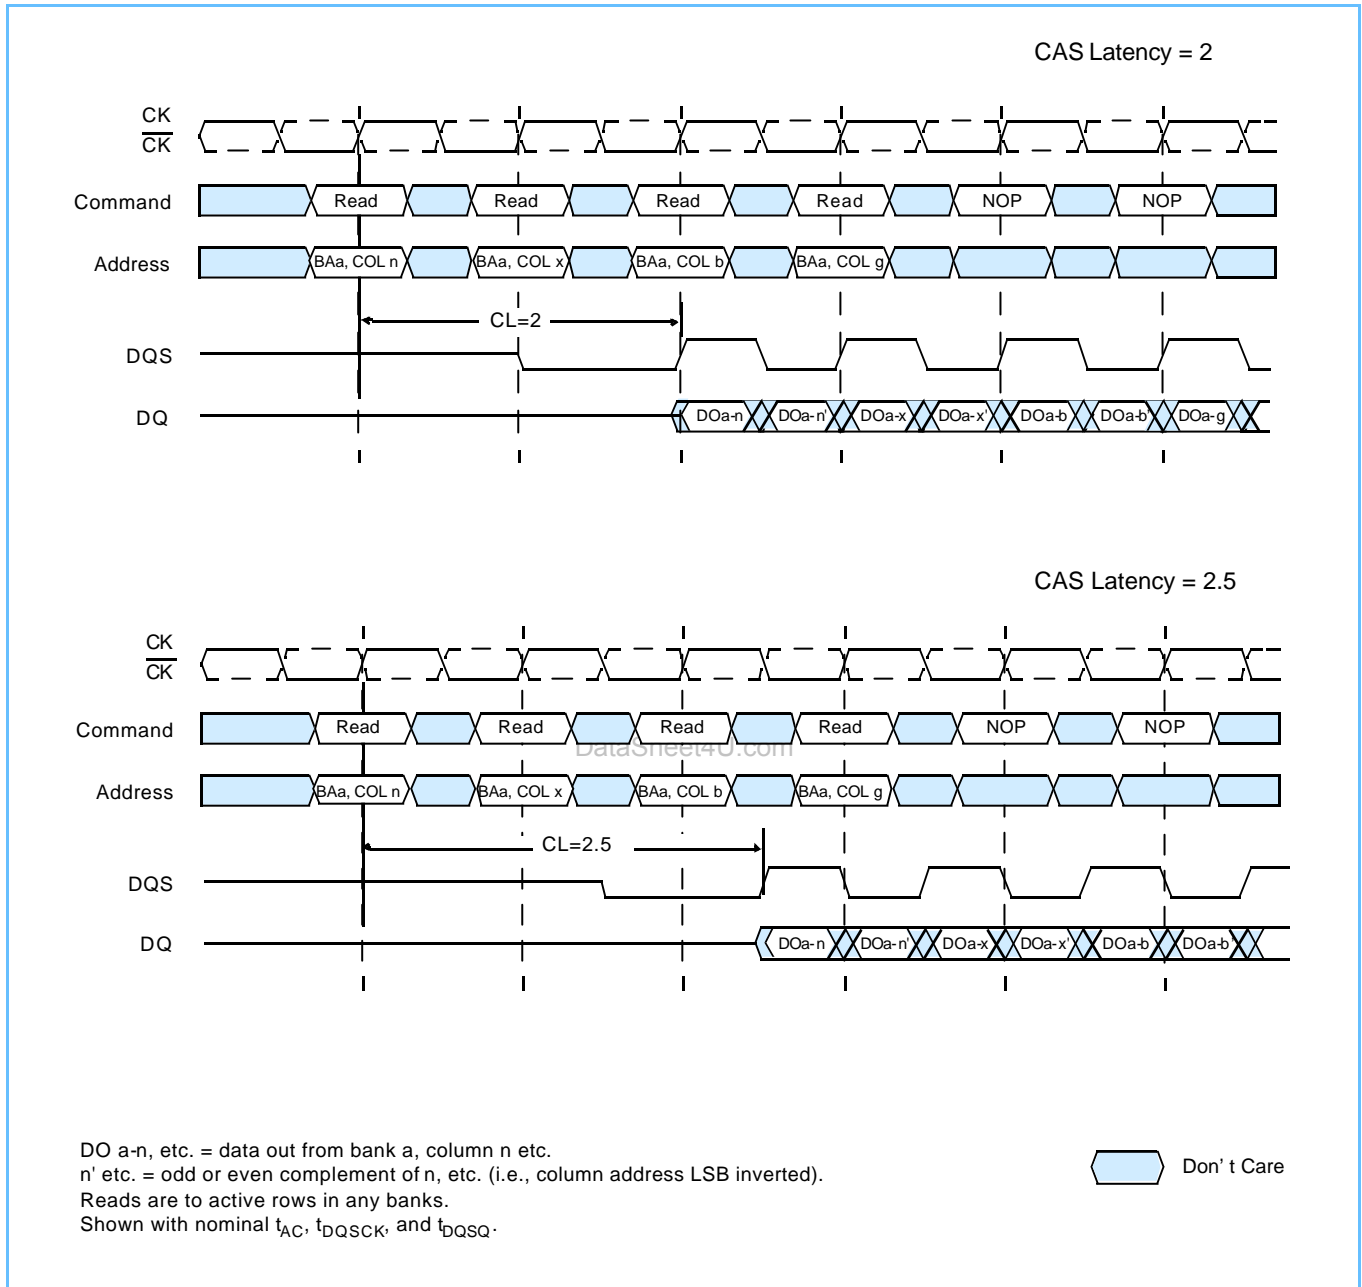 CAS Latency = 2
CK
CK
Command Read Read Read Read NOP NOP
Address BAa, COL n BAa, COL x BAa, COL b BAa, COL g
CL=2
DQS
DQ DOa-n DOa-n' DOa-x DOa-x' DOa-b DOa-b' DOa-g
CAS Latency = 2.5
CK
CK
Command Read Read Read Read NOP NOP
DataSheet4U.com
Address BAa, COL n BAa, COL x BAa, COL b BAa, COL g
CL=2.5
DQS
DQ DOa-n DOa-n' DOa-x DOa-x' DOa-b DOa-b'
DO a-n, etc. = data out from bank a, column n etc.
n' etc. = odd or even complement of n, etc. (i.e., column address LSB inverted).
Reads are to active rows in any banks.
Shown with nominal tAC, tDQSCK, and tDQSQ.
Don' t Care